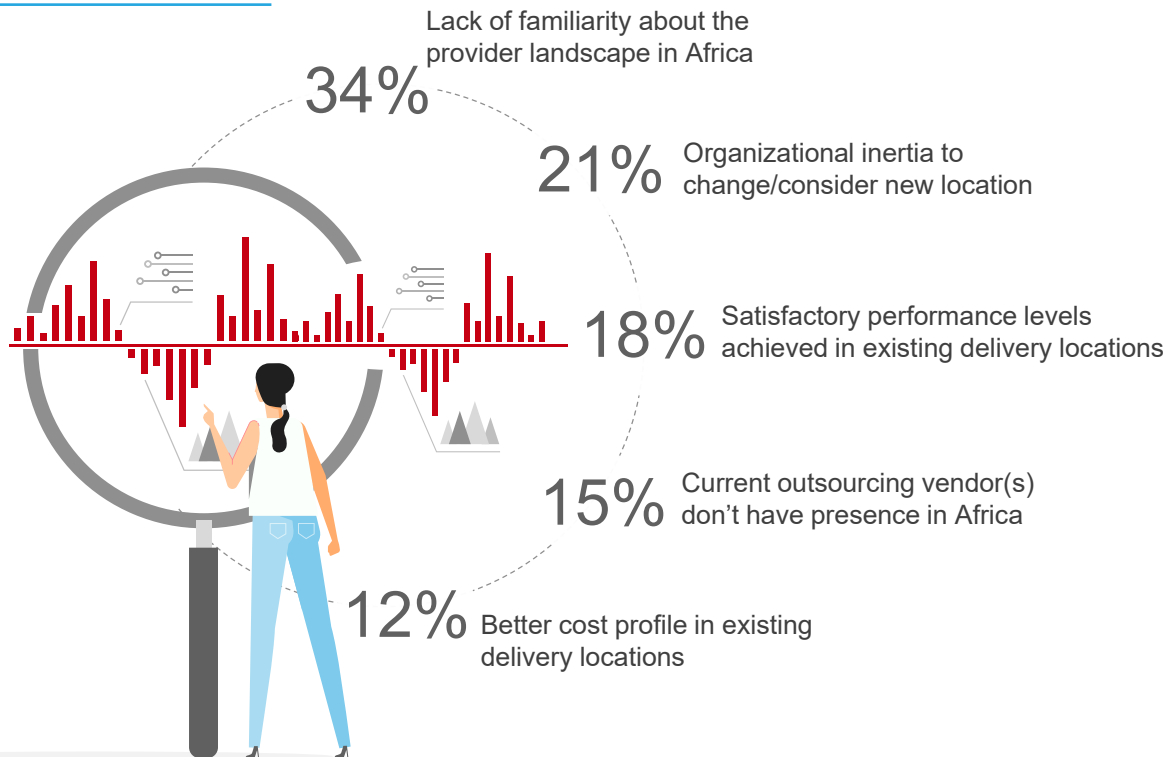 Lack of familiarity about the
provider landscape in Africa
34%
21%
Organizational inertia to
change/consider new location
18%
Satisfactory performance levels
achieved in existing delivery locations
15%
Current outsourcing vendor(s)
don’t have presence in Africa
12%
Better cost profile in existing
delivery locations